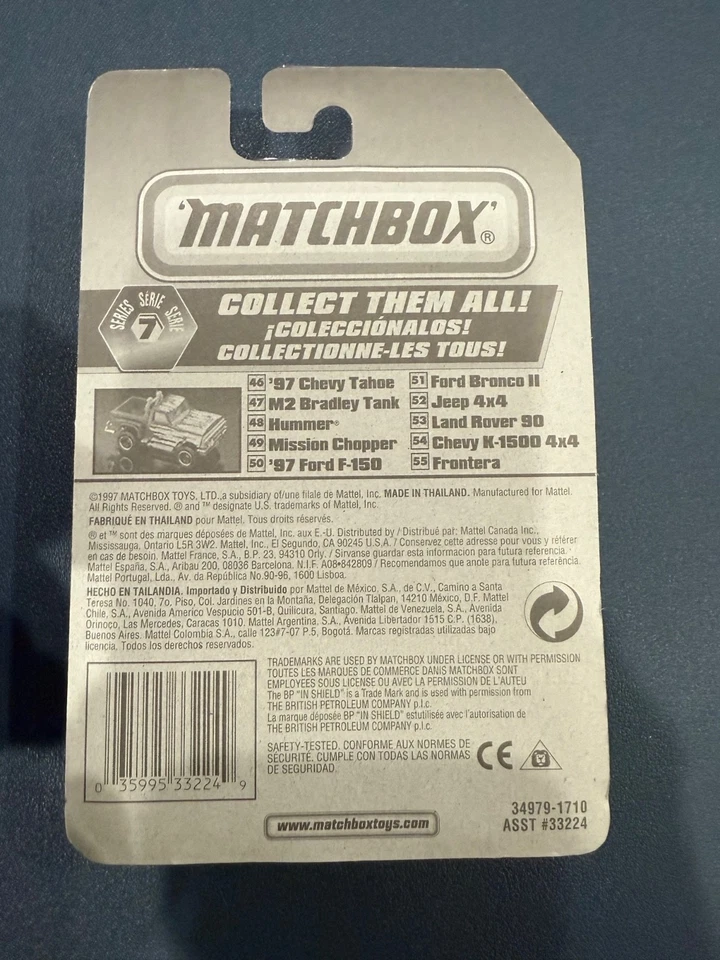 'MATCHBOX'®
SERIES SÉRIE SERIE
7
COLLECT THEM ALL!
¡COLECCIÓNALOS!
COLLECTIONNE-LES TOUS!
46 '97 Chevy Tahoe
47 M2 Bradley Tank
48 Hummer®
49 Mission Chopper
50 '97 Ford F-150
51 Ford Bronco II
52 Jeep 4x4
53 Land Rover 90
54 Chevy K-1500 4x4
55 Frontera
©1997 MATCHBOX TOYS, LTD.,a subsidiary of/une filale de Mattel, Inc. MADE IN THAILAND. Manufactured for Mattel.
All Rights Reserved. ® and ™ designate U.S. trademarks of Mattel, Inc.
FABRIQUÉ EN THAILAND pour Mattel. Tous droits réservés.
® et ™ sont des marques déposées de Mattel, Inc. aux E.-U. Distributed by / Distribué par: Mattel Canada Inc.,
Mississauga, Ontario L5R 3W2. Mattel, Inc., El Segundo, CA 90245 U.S.A. / Conservez cette adresse pour vous y référer
en cas de besoin. Mattel France, S.A., B.P. 23, 94310 Orly. / Sirvanse guardar esta informacion para futura referencia.
Mattel España, S.A., Aribau 200, 08036 Barcelona. N.I.F. A08•842809 / Recomendamos que anote para futura referência.
Mattel Portugal, Lda., Av. da República No.90-96, 1600 Lisboa.
HECHO EN TAILANDIA. Importado y Distribuido por Mattel de México, S.A., de C.V., Camino a Santa
Teresa No. 1040, 7o. Piso, Col. Jardines en la Montaña, Delegación Tlalpan, 14210 México, D.F. Mattel
Chile, S.A., Avenida Americo Vespucio 501-B, Quilicura, Santiago. Mattel de Venezuela, S.A., Avenida
Orinoco, Las Mercedes, Caracas 1010. Mattel Argentina, S.A., Avenida Libertador 1515 C.P. (1638),
Buenos Aires. Mattel Colombia S.A., calle 123#7-07 P.5, Bogotá. Marcas registradas utilizadas bajo
licencia. Todos los derechos reservados.
TRADEMARKS ARE USED BY MATCHBOX UNDER LICENSE OR WITH PERMISSION
TOUTES LES MARQUES DE COMMERCE DANIS MATCHBOX SONT
EMPLOYEES SOUS LICENSE OU AVEC LA PERMISSION DE L'AUTEU
The BP "IN SHIELD" is a Trade Mark and is used with permission from
THE BRITISH PETROLEUM COMPANY p.l.c.
La marque déposée BP "IN SHIELD" estutilisée avec l'autorisation de
THE BRITISH PETROLEUM COMPANY p.l.c.
SAFETY-TESTED. CONFORME AUX NORMES DE
SÉCURITÉ. CUMPLE CON TODAS LAS NORMAS
DE SEGURIDAD.
CE
0 35995 33224 9
www.matchboxtoys.com
34979-1710
ASST #33224